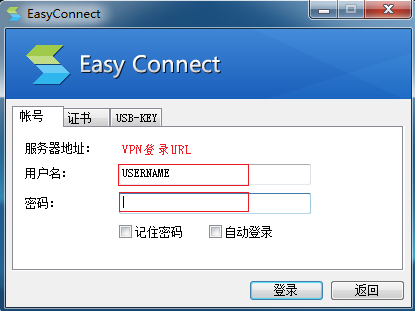 EasyConnect
Easy Connect
帐号 证书 USB-KEY
服务器地址: VPN登录URL
用户名: USERNAME
密码:
记住密码 自动登录
登录 返回